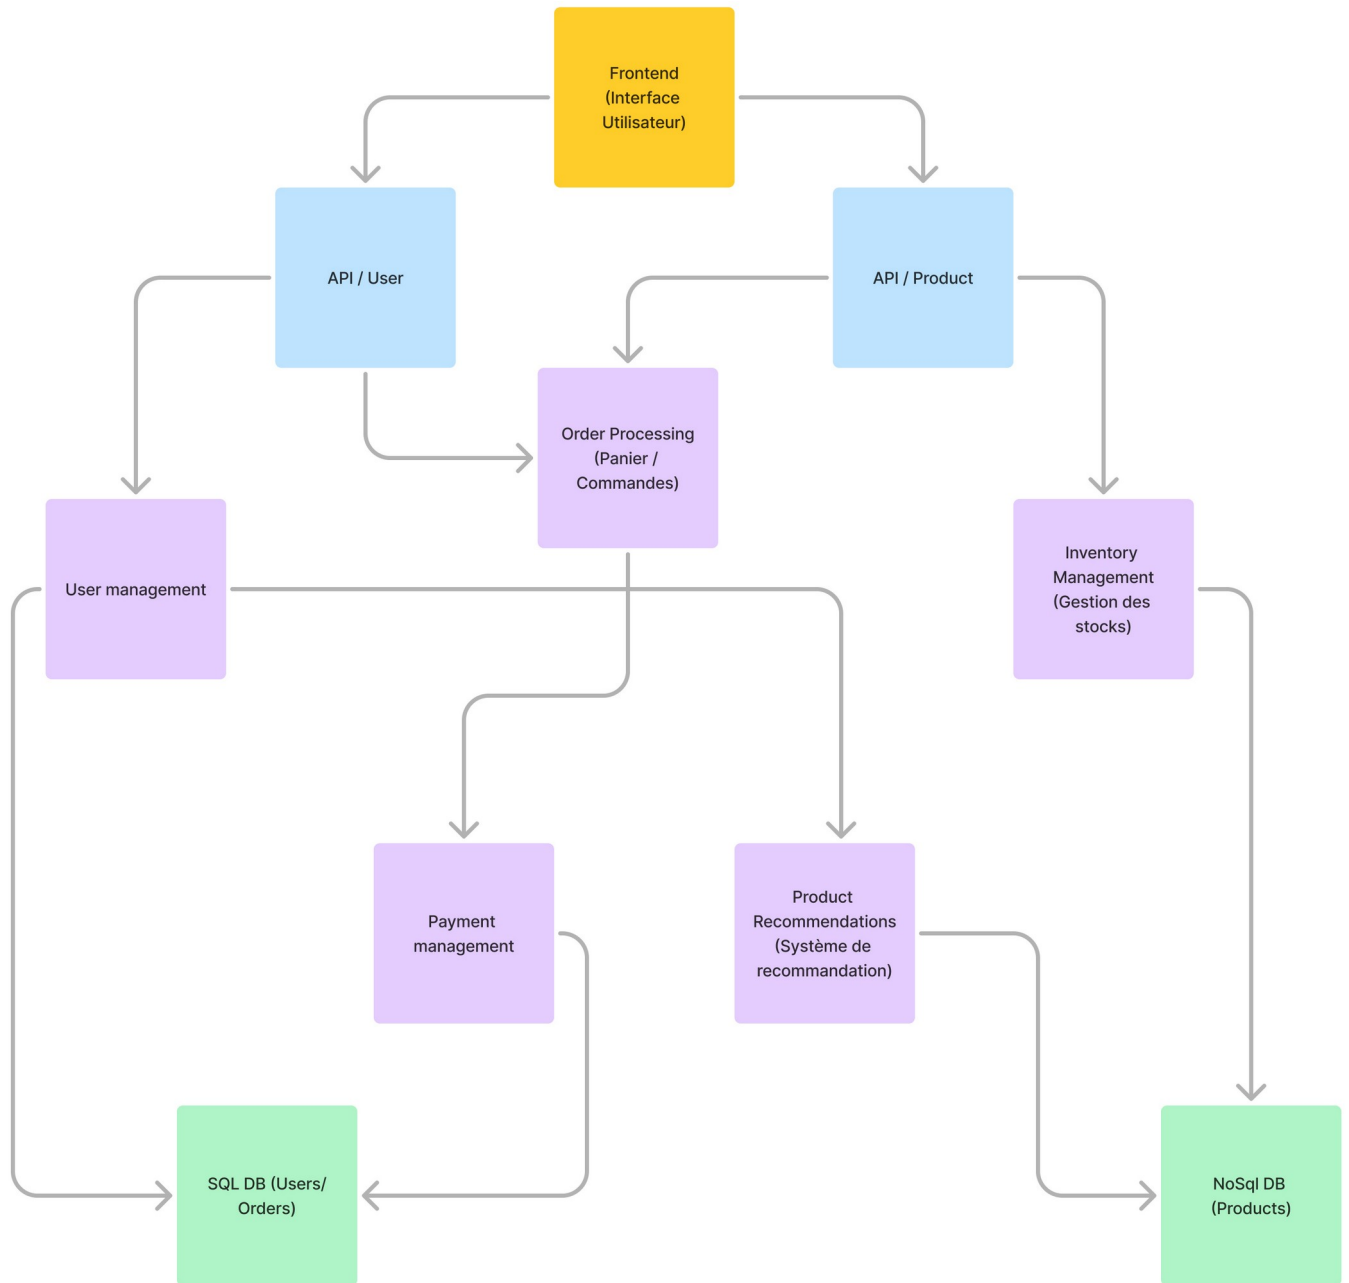 Frontend
(Interface
Utilisateur)
API / User
API / Product
Order Processing
(Panier /
Commandes)
User management
Inventory
Management
(Gestion des
stocks)
Payment
management
Product
Recommendations
(Système de
recommandation)
SQL DB (Users/
Orders)
NoSql DB
(Products)